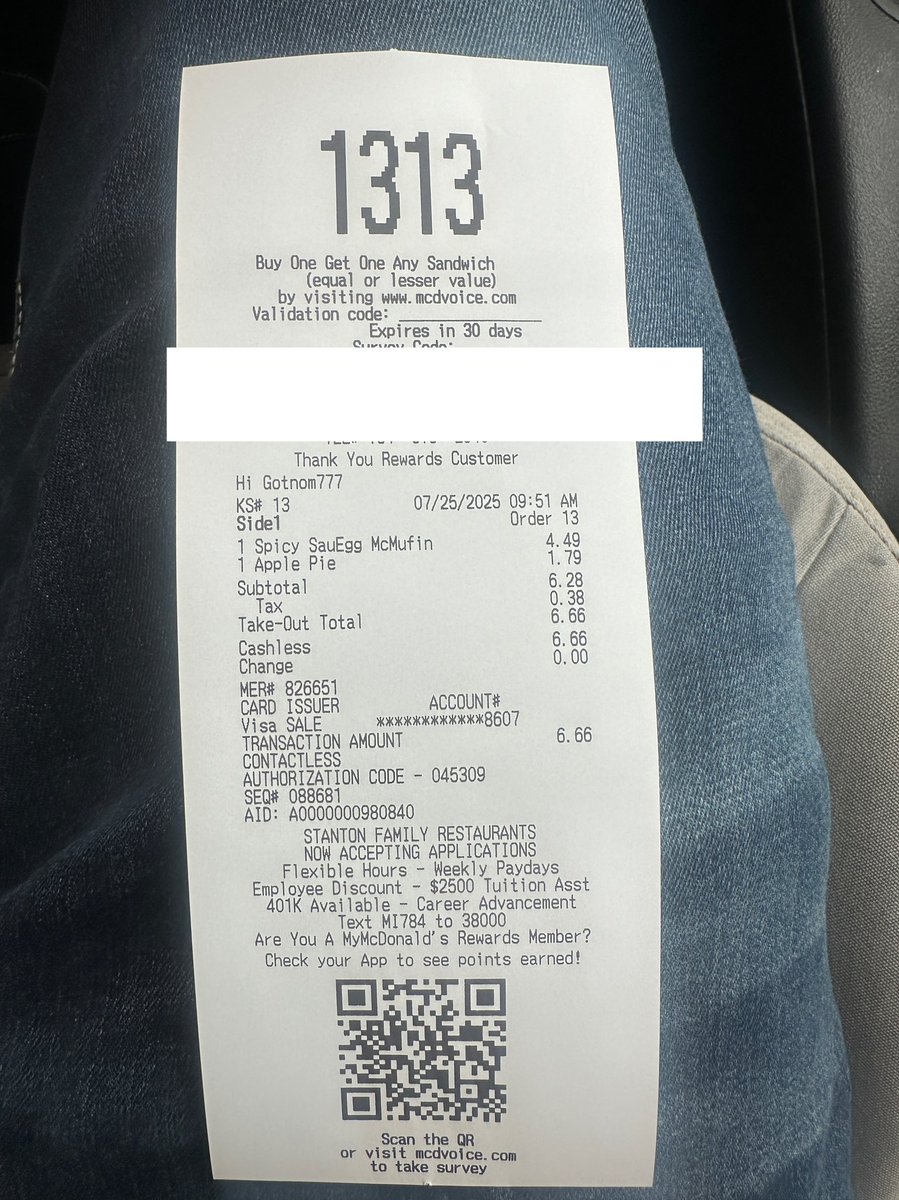 1313
Buy One Get One Any Sandwich
(equal or lesser value)
by visiting www.mcdvoice.com
Validation code: _______________
Expires in 30 days
Survey Code:
Thank You Rewards Customer
Hi Gotnom777
KS# 13 07/25/2025 09:51 AM
Side1 Order 13
1 Spicy SauEgg McMufin 4.49
1 Apple Pie 1.79
Subtotal 6.28
Tax 0.38
Take-Out Total 6.66
Cashless 6.66
Change 0.00
MER# 826651
CARD ISSUER ACCOUNT#
Visa SALE ************8607
TRANSACTION AMOUNT 6.66
CONTACTLESS
AUTHORIZATION CODE - 045309
SEQ# 088681
AID: A0000000980840
STANTON FAMILY RESTAURANTS
NOW ACCEPTING APPLICATIONS
Flexible Hours - Weekly Paydays
Employee Discount - $2500 Tuition Asst
401K Available - Career Advancement
Text MI784 to 38000
Are You A MyMcDonald's Rewards Member?
Check your App to see points earned!
Scan the QR
or visit mcdvoice.com
to take survey